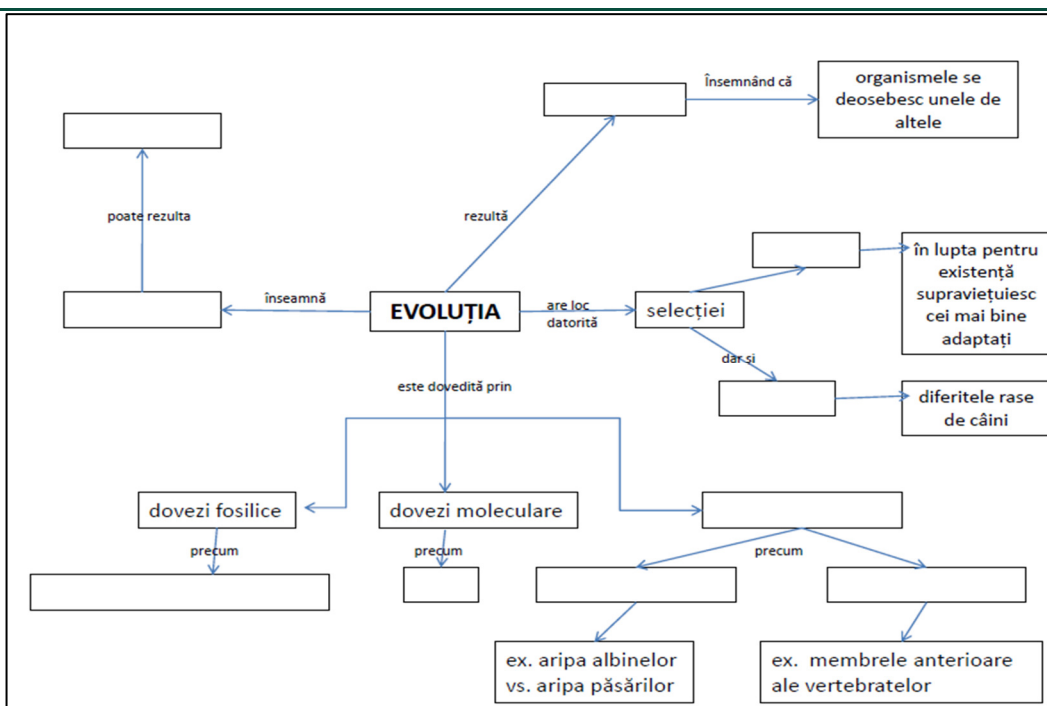 Însemnând că
organismele se
deosebesc unele de
altele
poate rezulta
rezultă
înseamnă
EVOLUȚIA
are loc
datorită
selecției
în lupta pentru
existență
supraviețuiesc
cei mai bine
adaptați
dar și
diferitele rase
de câini
este dovedită prin
dovezi fosilice
dovezi moleculare
precum
precum
precum
ex. aripa albinelor
vs. aripa păsărilor
ex. membrele anterioare
ale vertebratelor